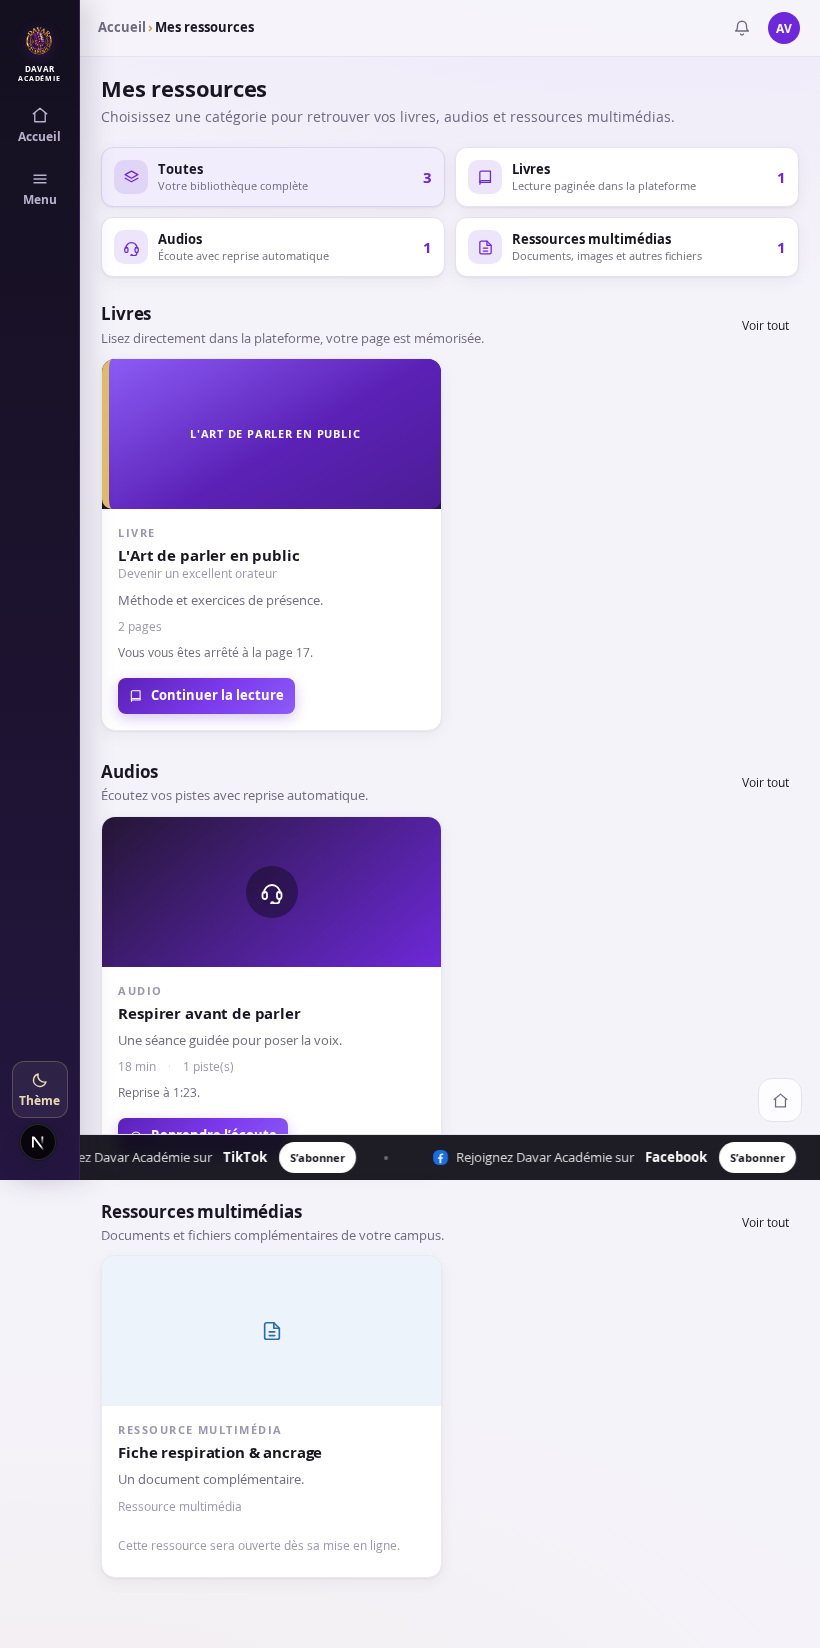 DAVAR
ACADÉMIE
Accueil
Menu
Thème
N
Accueil › Mes ressources
AV
Mes ressources
Choisissez une catégorie pour retrouver vos livres, audios et ressources multimédias.
Toutes
Votre bibliothèque complète
3
Livres
Lecture paginée dans la plateforme
1
Audios
Écoute avec reprise automatique
1
Ressources multimédias
Documents, images et autres fichiers
1
Livres
Lisez directement dans la plateforme, votre page est mémorisée.
Voir tout
L'ART DE PARLER EN PUBLIC
LIVRE
L'Art de parler en public
Devenir un excellent orateur
Méthode et exercices de présence.
2 pages
Vous vous êtes arrêté à la page 17.
Continuer la lecture
Audios
Écoutez vos pistes avec reprise automatique.
Voir tout
AUDIO
Respirer avant de parler
Une séance guidée pour poser la voix.
18 min · 1 piste(s)
Reprise à 1:23.
Reprendre l'écoute
ez Davar Académie sur TikTok S'abonner • Rejoignez Davar Académie sur Facebook S'abonner
Ressources multimédias
Documents et fichiers complémentaires de votre campus.
Voir tout
RESSOURCE MULTIMÉDIA
Fiche respiration & ancrage
Un document complémentaire.
Ressource multimédia
Cette ressource sera ouverte dès sa mise en ligne.